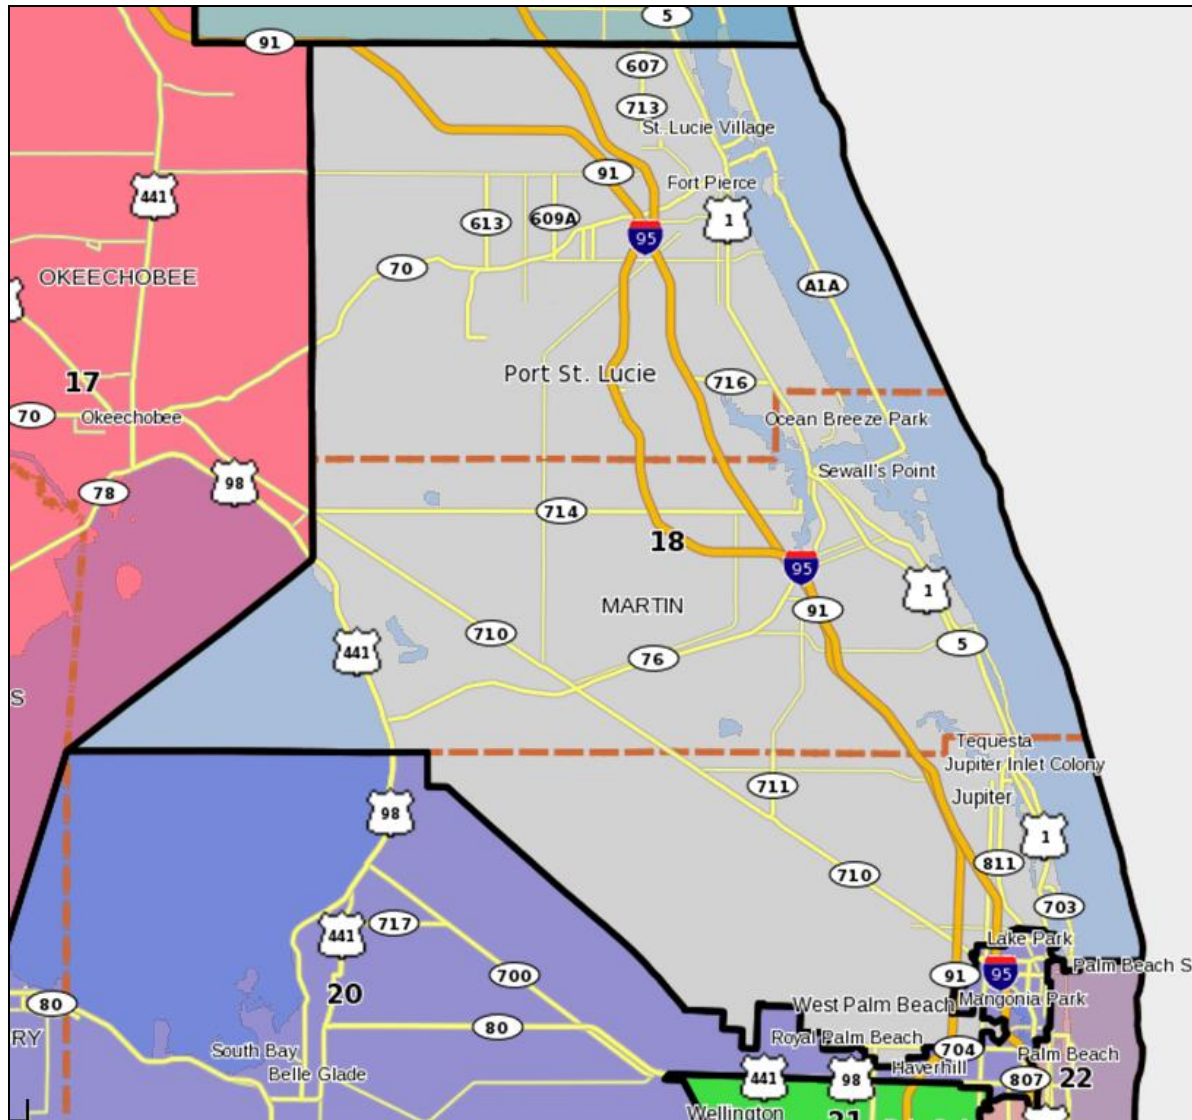 5
91
607
713
St. Lucie Village
91
Fort Pierce
441
613
609A
1
95
70
OKEECHOBEE
A1A
Port St. Lucie
716
17
70
Okeechobee
Ocean Breeze Park
Sewall's Point
98
78
714
18
95
1
MARTIN
91
710
5
441
76
S
Tequesta
Jupiter Inlet Colony
711
Jupiter
98
1
811
710
703
717
441
Lake Park
Palm Beach S
700
91
95
20
Mangonia Park
80
West Palm Beach
80
RY
Royal Palm Beach
South Bay
704
Palm Beach
Belle Glade
Haverhill
441
98
807
22
Wellington
21